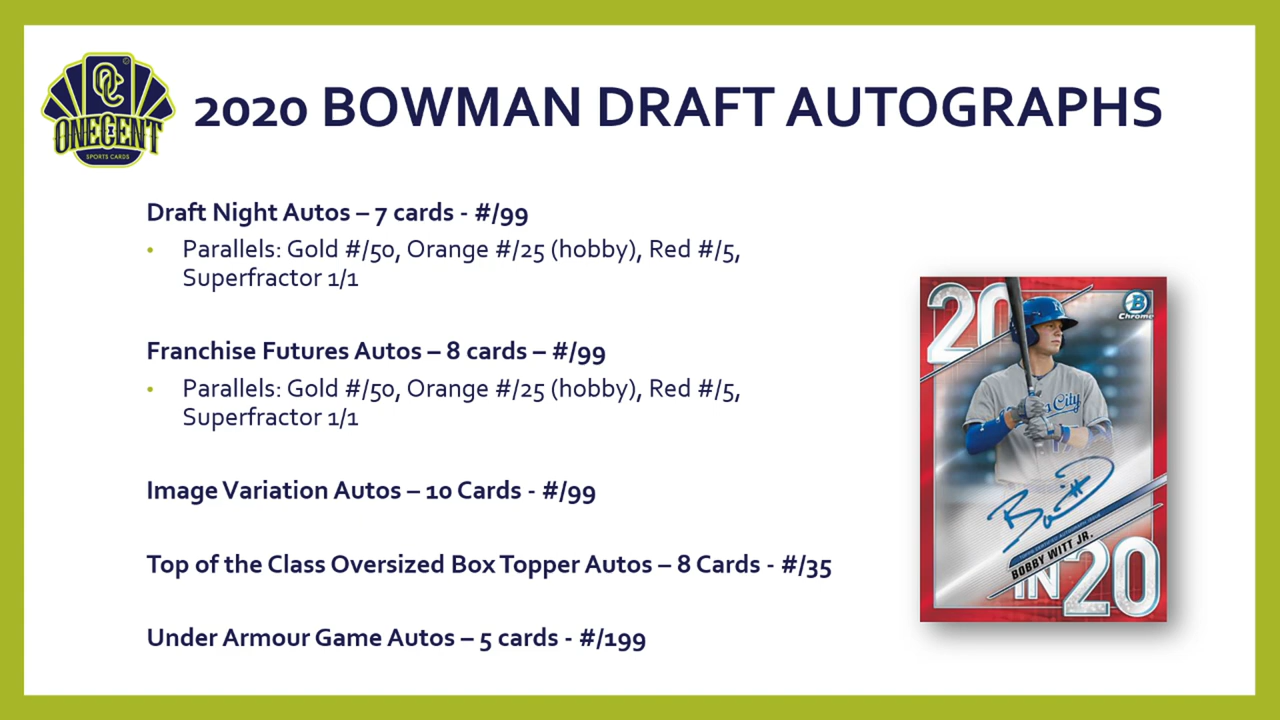 OC
ONECENT
SPORTS CARDS
2020 BOWMAN DRAFT AUTOGRAPHS
Draft Night Autos – 7 cards - #/99
• Parallels: Gold #/50, Orange #/25 (hobby), Red #/5,
Superfractor 1/1
Franchise Futures Autos – 8 cards – #/99
• Parallels: Gold #/50, Orange #/25 (hobby), Red #/5,
Superfractor 1/1
Image Variation Autos – 10 Cards - #/99
Top of the Class Oversized Box Topper Autos – 8 Cards - #/35
Under Armour Game Autos – 5 cards - #/199
20
B
Chrome
City
BOBBY WITT JR.
IN 20